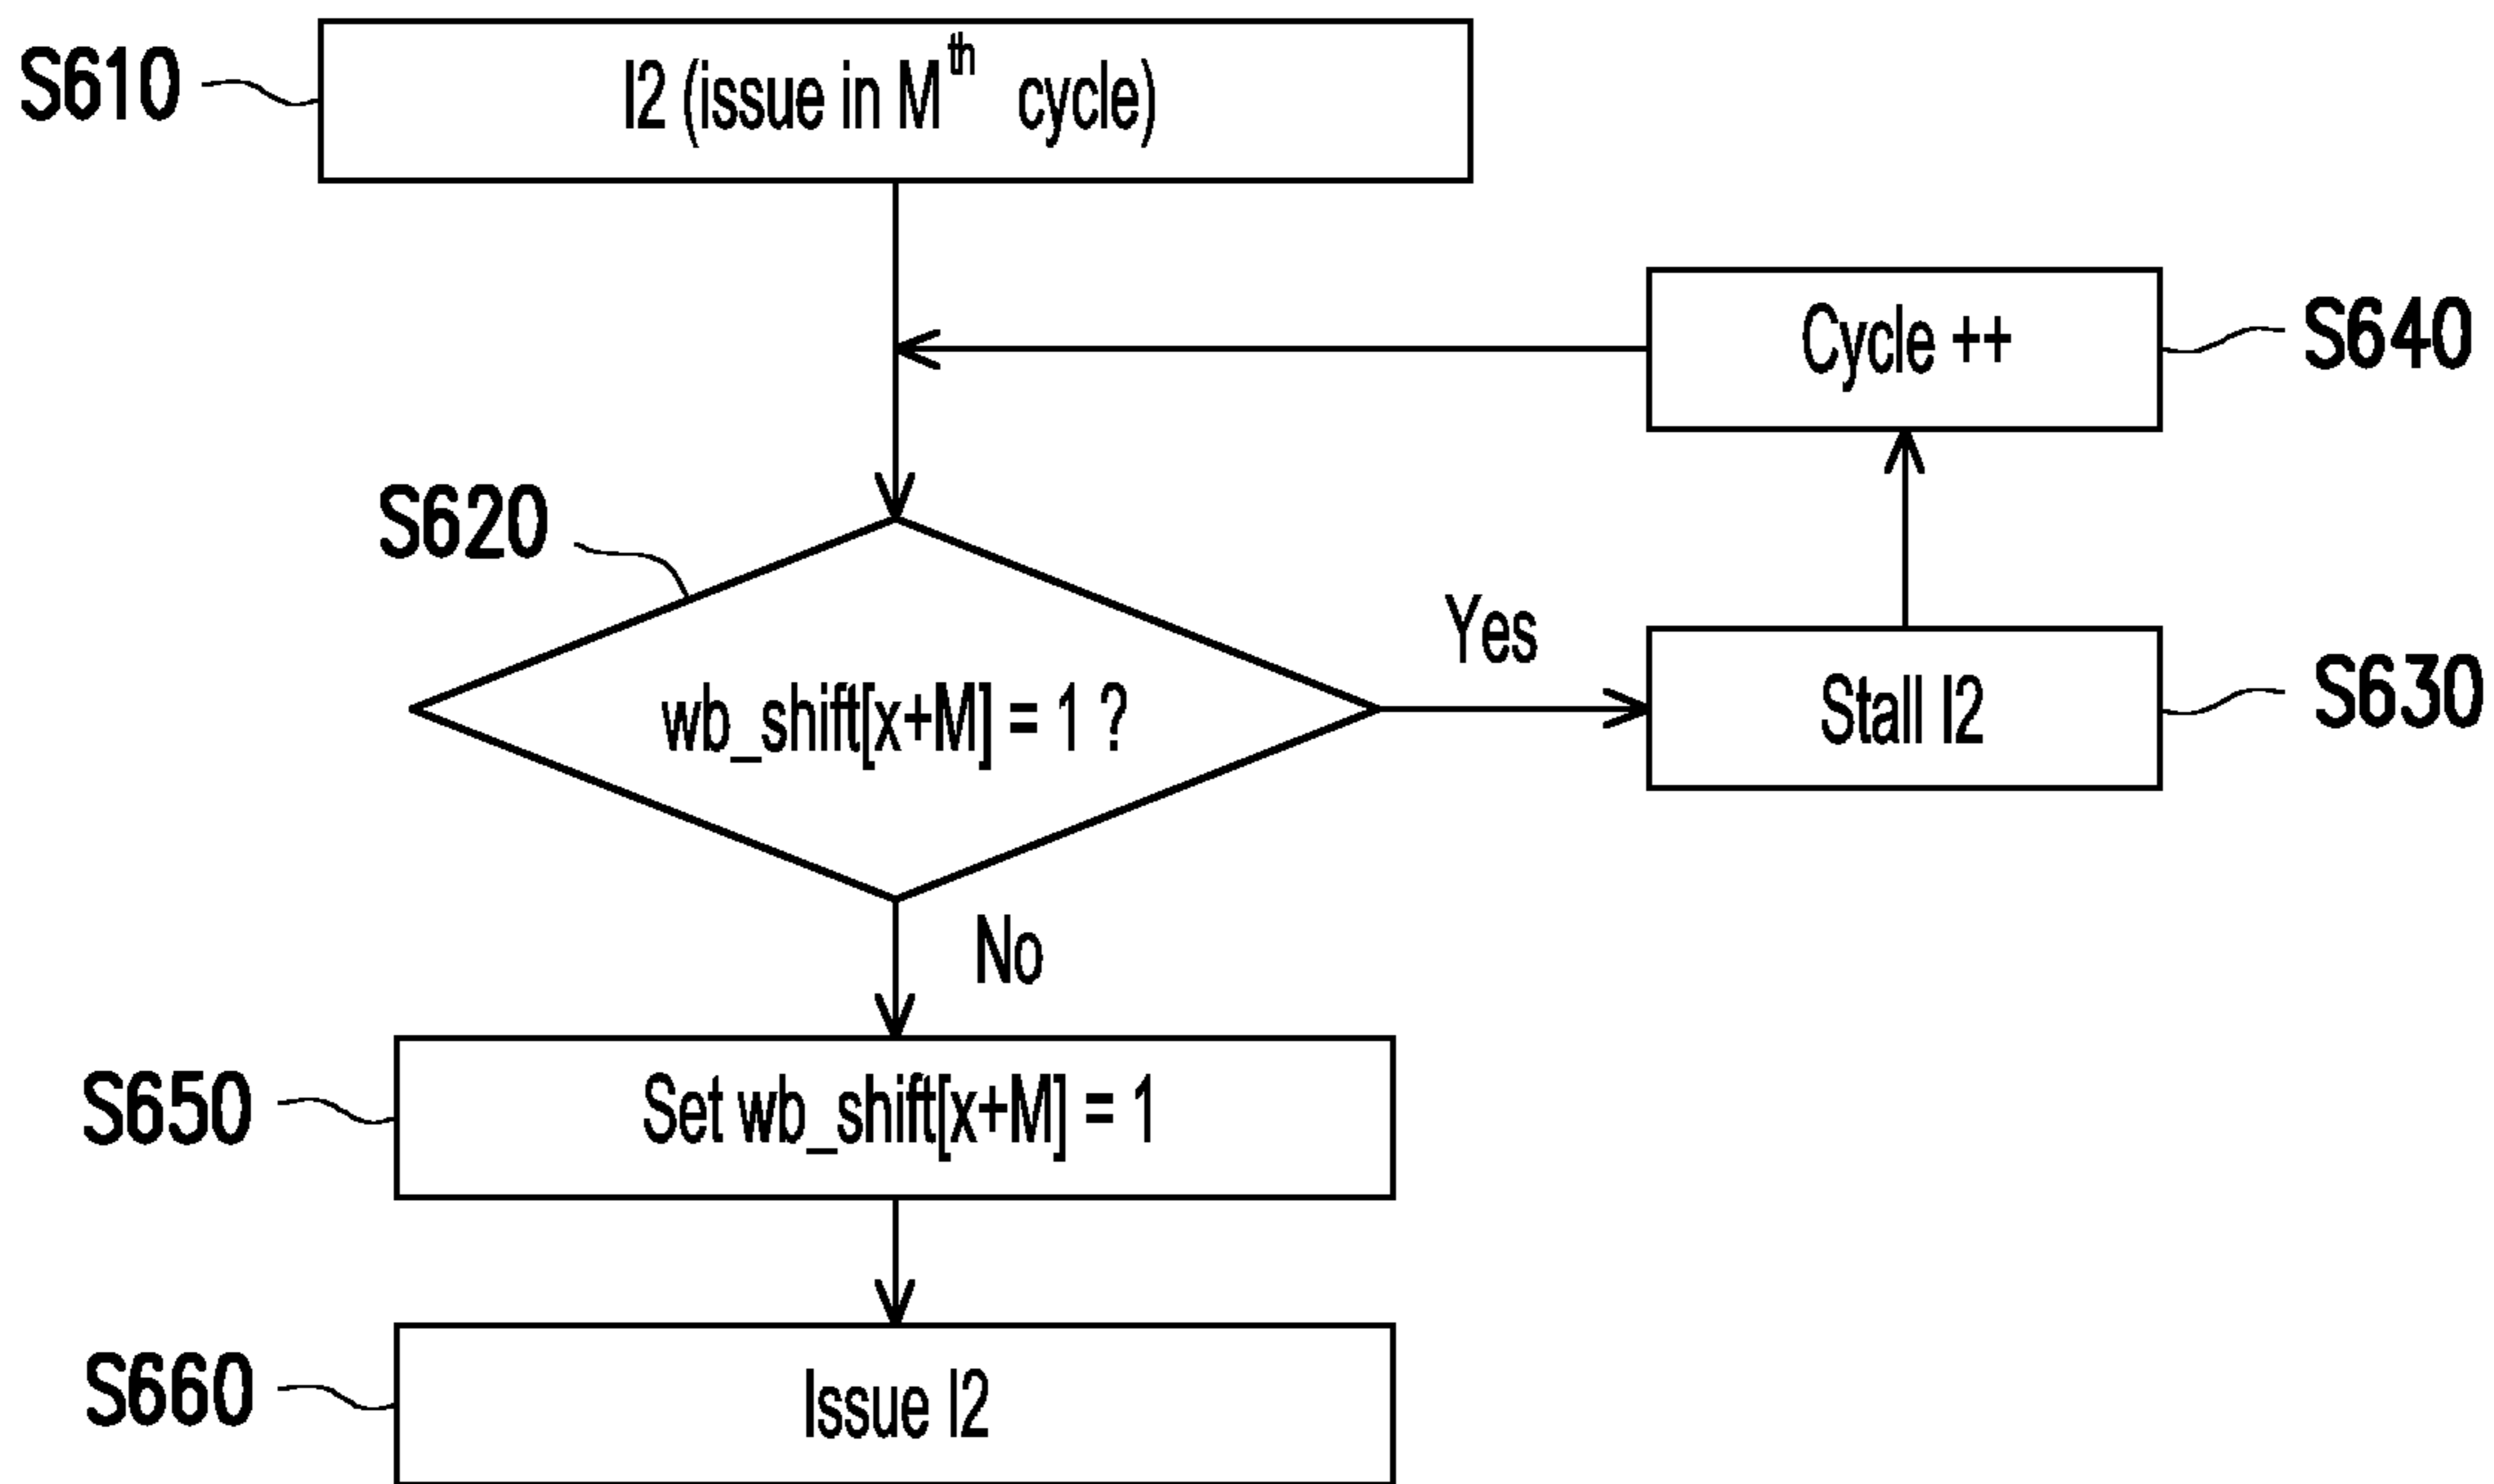 S610
I2 (issue in Mth cycle)
Cycle ++
S640
S620
wb_shift[x+M] = 1 ?
Yes
Stall I2
S630
No
S650
Set wb_shift[x+M] = 1
S660
Issue I2